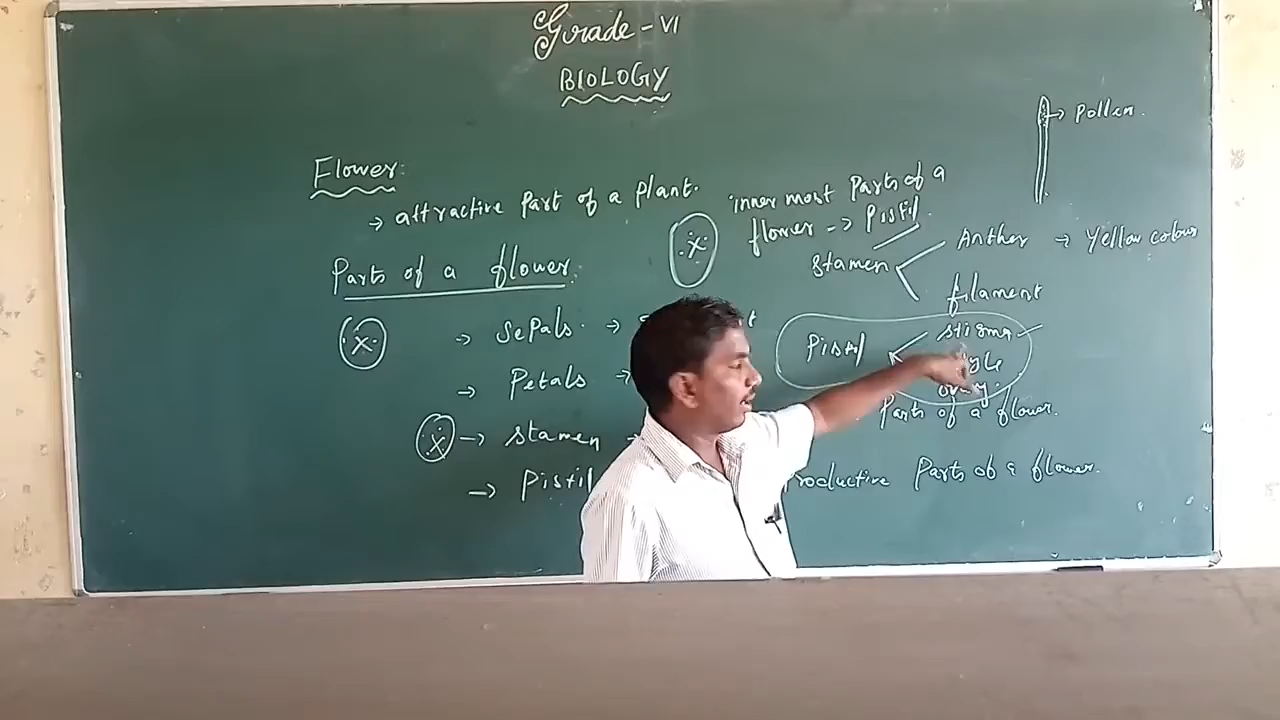 Grade - VI
BIOLOGY
→ Pollen.
Flower:
→ attractive Part of a Plant.
Parts of a flower:
→ Sepals. →
→ Petals →
→ Stamen →
→ Pistil
inner most Parts of a
flower -> Pistil.
Stamen
Anther → Yellow colour
filament
Pistil
Stigma
ovary.
Parts of a flower.
roductive Parts of a flower.